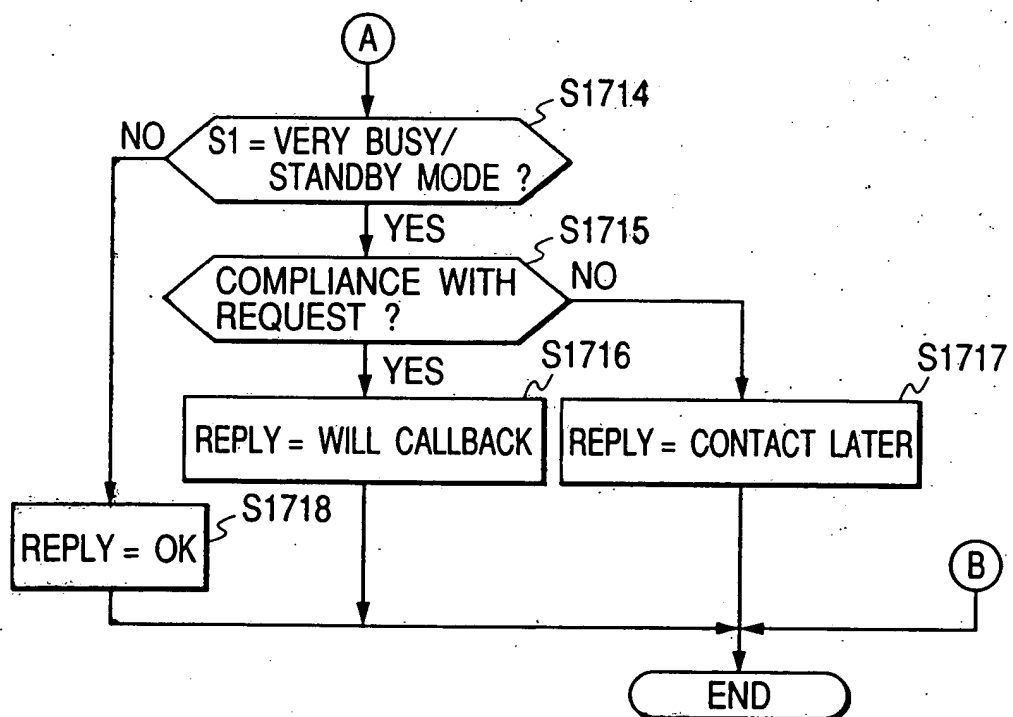 A
S1714
NO
S1 = VERY BUSY/
STANDBY MODE ?
YES
S1715
COMPLIANCE WITH
REQUEST ?
NO
YES
S1716
S1717
REPLY = WILL CALLBACK
REPLY = CONTACT LATER
S1718
REPLY = OK
B
END